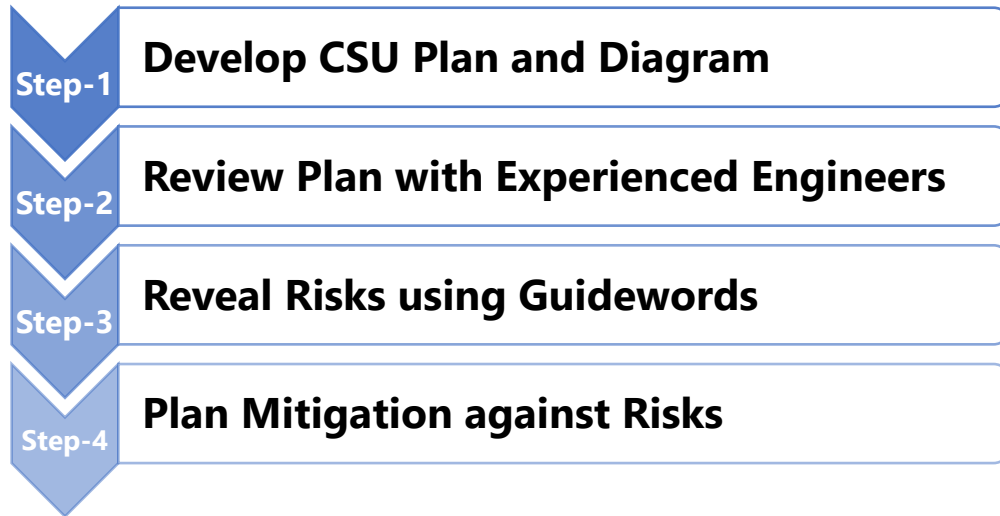 Step-1
Develop CSU Plan and Diagram
Step-2
Review Plan with Experienced Engineers
Step-3
Reveal Risks using Guidewords
Step-4
Plan Mitigation against Risks